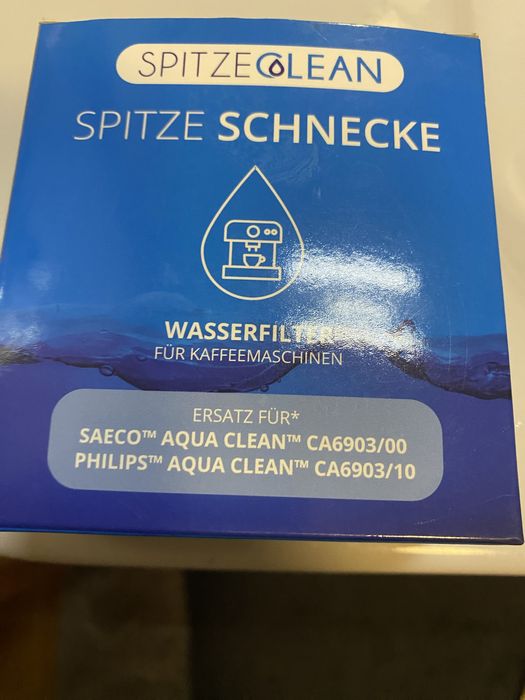 SPITZECLEAN
SPITZE SCHNECKE
WASSERFILTER
FÜR KAFFEEMASCHINEN
ERSATZ FÜR*
SAECO™ AQUA CLEAN™ CA6903/00
PHILIPS™ AQUA CLEAN™ CA6903/10